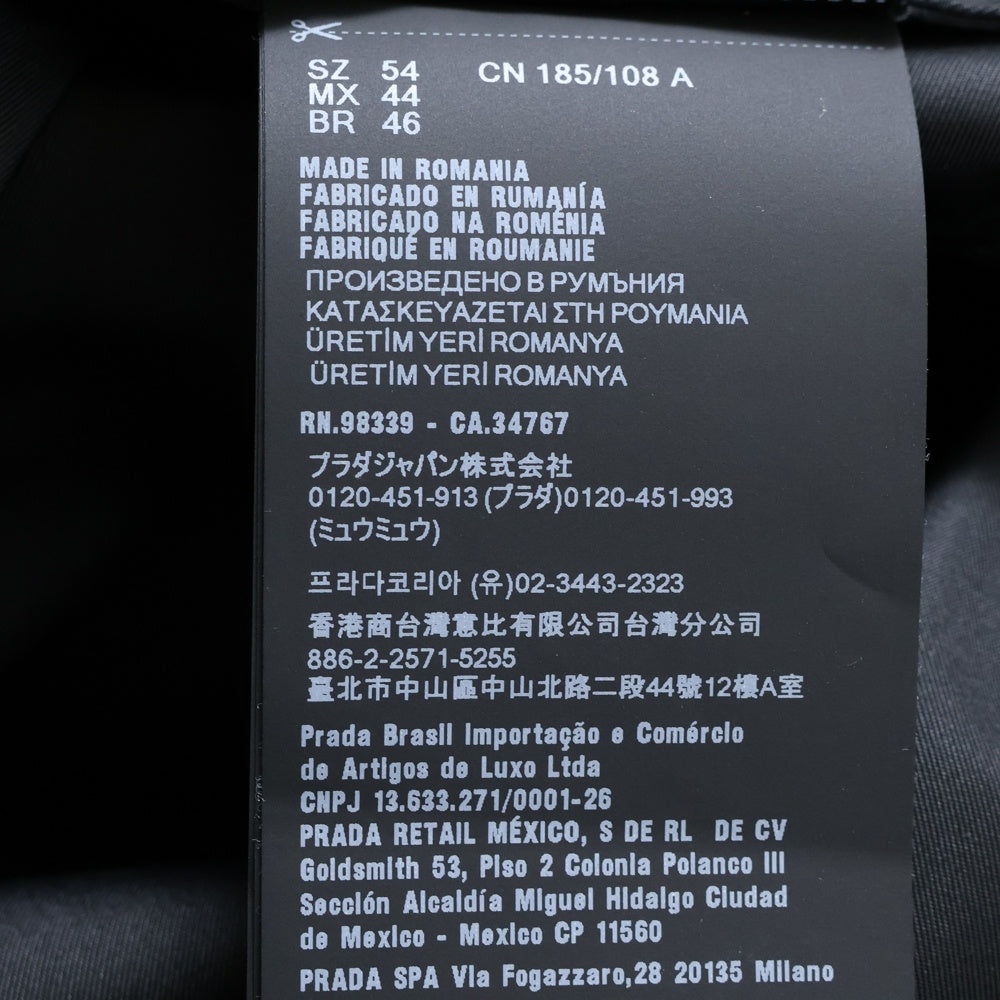 SZ 54 CN 185/108 A
MX 44
BR 46
MADE IN ROMANIA
FABRICADO EN RUMANÍA
FABRICADO NA ROMÉNIA
FABRIQUÉ EN ROUMANIE
ПРОИЗВЕДЕНО В РУМЪНИЯ
ΚΑΤΑΣΚΕΥΑΖΕΤΑΙ ΣΤΗ ΡΟΥΜΑΝΙΑ
ÜRETİM YERİ ROMANYA
ÜRETİM YERİ ROMANYA
RN.98339 - CA.34767
プラダジャパン株式会社
0120-451-913 (プラダ)0120-451-993
(ミュウミュウ)
프라다코리아 (유)02-3443-2323
香港商台灣意比有限公司台灣分公司
886-2-2571-5255
臺北市中山區中山北路二段44號12樓A室
Prada Brasil Importação e Comércio
de Artigos de Luxo Ltda
CNPJ 13.633.271/0001-26
PRADA RETAIL MÉXICO, S DE RL DE CV
Goldsmith 53, Piso 2 Colonia Polanco III
Sección Alcaldía Miguel Hidalgo Ciudad
de Mexico - Mexico CP 11560
PRADA SPA Via Fogazzaro,28 20135 Milano